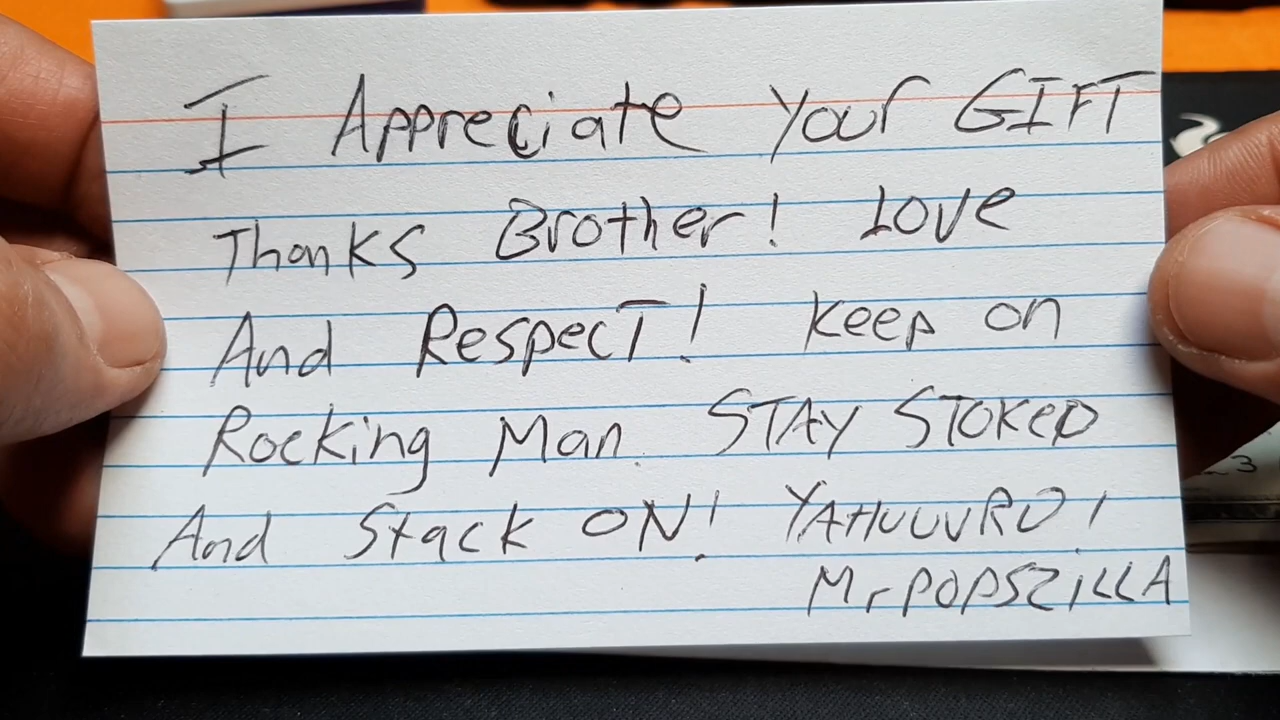 I Appreciate Your GIFT
Thanks Brother! Love
And Respect! Keep on
Rocking Man. STAY STOKED
And Stack ON! YAHUUURD!
MrPOPSZILLA
3